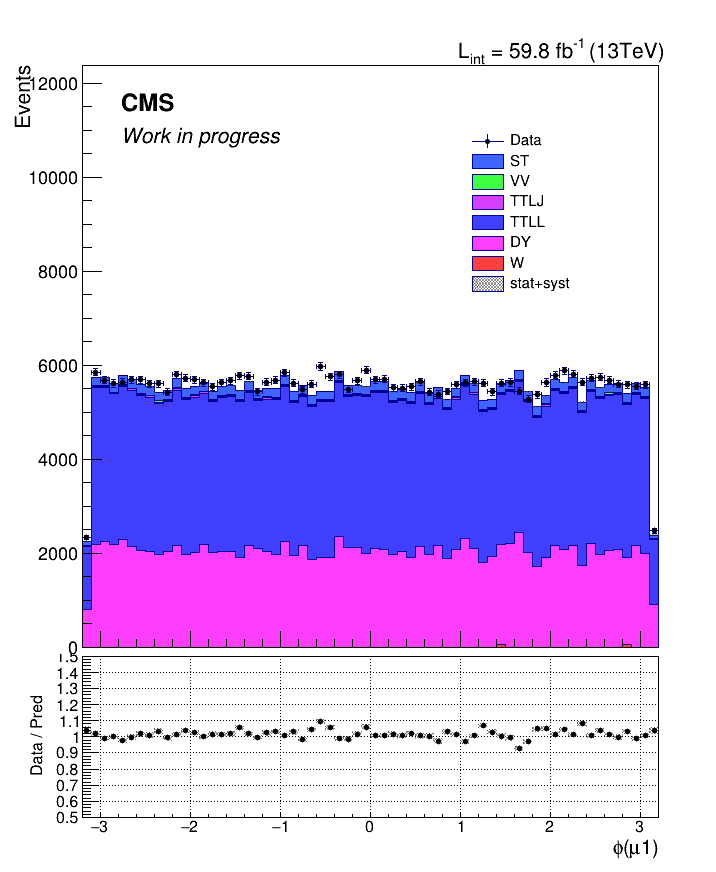 L_int = 59.8 fb^-1 (13TeV)
Events
12000
CMS
Work in progress
Data
ST
VV
TTLJ
TTLL
DY
W
stat+syst
10000
8000
6000
4000
2000
0
Data / Pred
1.5
1.4
1.3
1.2
1.1
1
0.9
0.8
0.7
0.6
0.5
−3 −2 −1 0 1 2 3
ϕ(μ1)